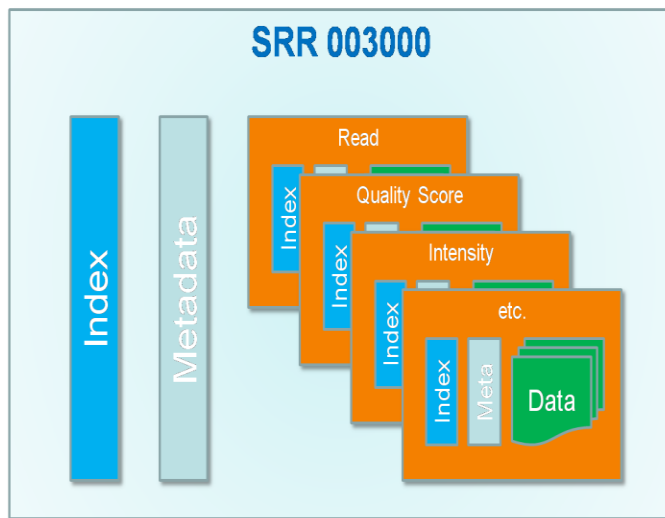 SRR 003000
Index
Metadata
Read
Index
Quality Score
Index
Intensity
Index
etc.
Index
Meta
Data